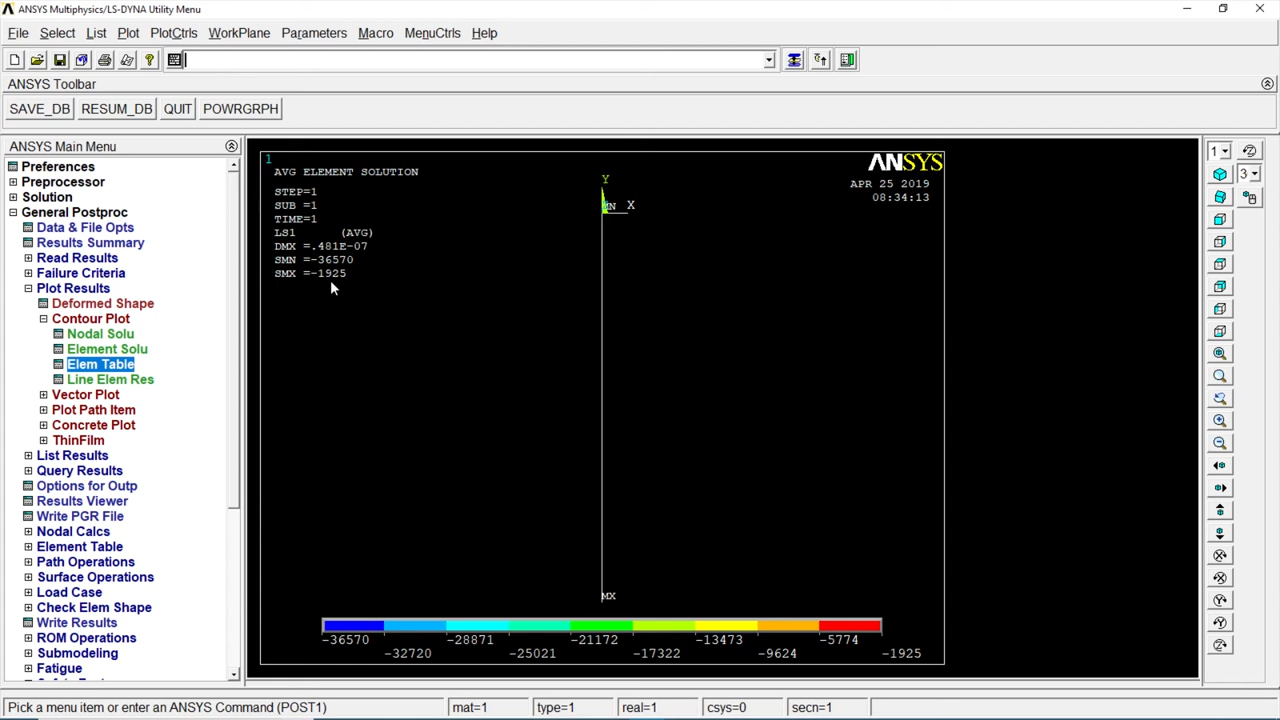 ANSYS Multiphysics/LS-DYNA Utility Menu
File Select List Plot PlotCtrls WorkPlane Parameters Macro MenuCtrls Help
ANSYS Toolbar
SAVE_DB RESUM_DB QUIT POWRGRPH
ANSYS Main Menu
Preferences
Preprocessor
Solution
General Postproc
Data & File Opts
Results Summary
Read Results
Failure Criteria
Plot Results
Deformed Shape
Contour Plot
Nodal Solu
Element Solu
Elem Table
Line Elem Res
Vector Plot
Plot Path Item
Concrete Plot
ThinFilm
List Results
Query Results
Options for Outp
Results Viewer
Write PGR File
Nodal Calcs
Element Table
Path Operations
Surface Operations
Load Case
Check Elem Shape
Write Results
ROM Operations
Submodeling
Fatigue
1
AVG ELEMENT SOLUTION
STEP=1
SUB =1
TIME=1
LS1 (AVG)
DMX =.481E-07
SMN =-36570
SMX =-1925
ANSYS
APR 25 2019
08:34:13
Y
MN X
MX
-36570 -28871 -21172 -13473 -5774
-32720 -25021 -17322 -9624 -1925
1
3
Pick a menu item or enter an ANSYS Command (POST1) mat=1 type=1 real=1 csys=0 secn=1